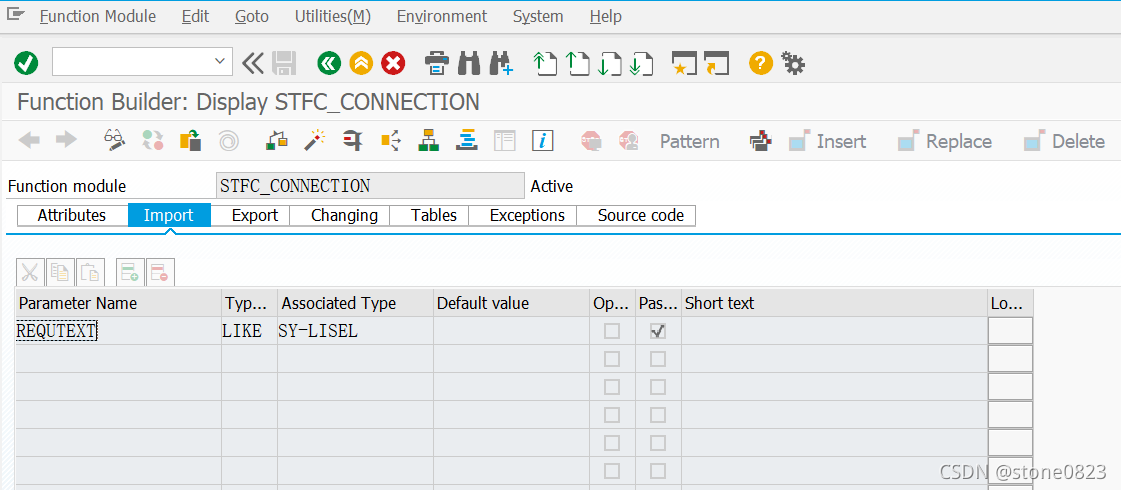 Function Module Edit Goto Utilities(M) Environment System Help
Function Builder: Display STFC_CONNECTION
Pattern Insert Replace Delete
Function module STFC_CONNECTION Active
Attributes Import Export Changing Tables Exceptions Source code
Parameter Name Typ... Associated Type Default value Op... Pas... Short text Lo...
REQUTEXT LIKE SY-LISEL
CSDN @stone0823